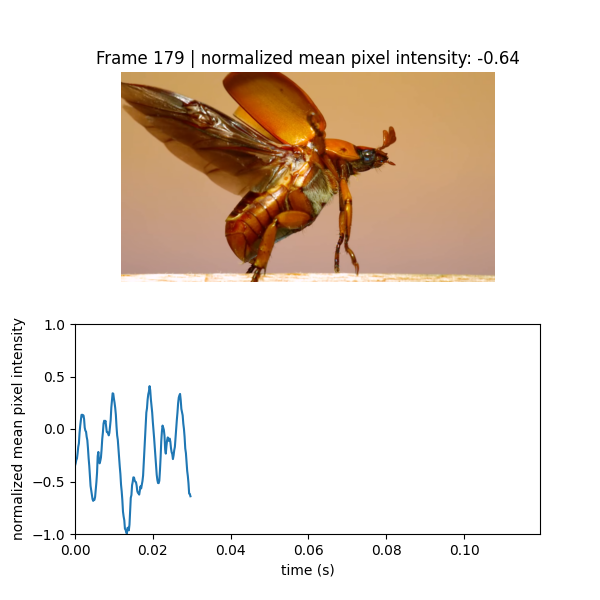 Frame 179 | normalized mean pixel intensity: -0.64
normalized mean pixel intensity
1.0
0.5
0.0
−0.5
−1.0
0.00 0.02 0.04 0.06 0.08 0.10
time (s)